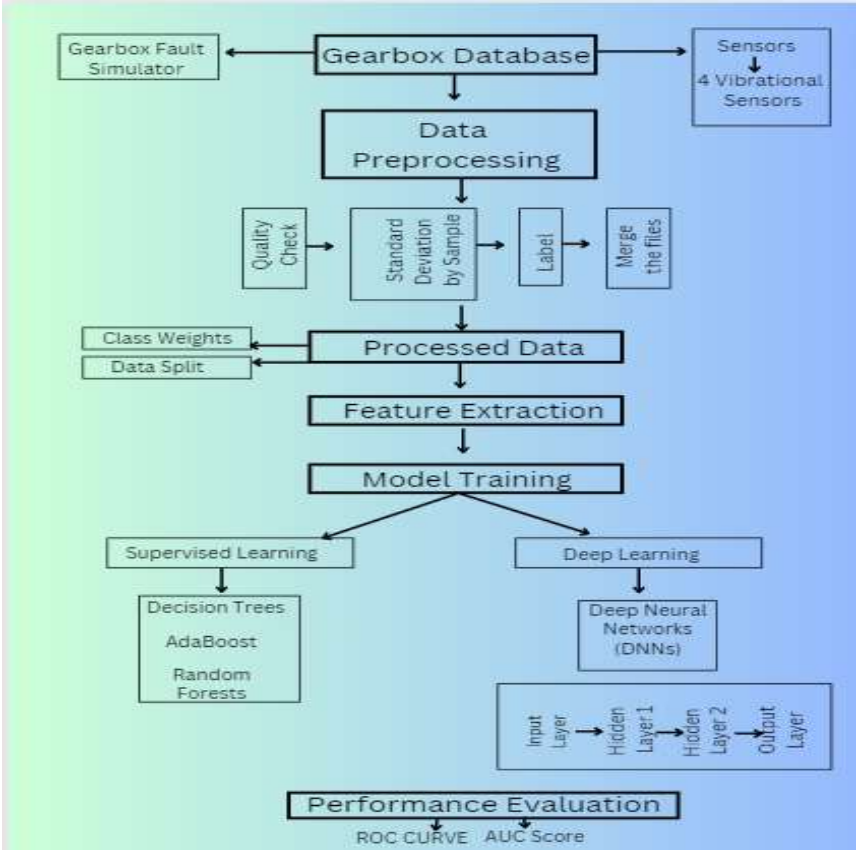 Gearbox Fault
Simulator
Gearbox Database
Sensors
4 Vibrational
Sensors
Data
Preprocessing
Quality
Check
Standard
Deviation
by Sample
Label
Merge
the files
Class Weights
Data Split
Processed Data
Feature Extraction
Model Training
Supervised Learning
Deep Learning
Decision Trees
AdaBoost
Random
Forests
Deep Neural
Networks
(DNNs)
Input
Layer
Hidden
Layer 1
Hidden
Layer 2
Output
Layer
Performance Evaluation
ROC CURVE
AUC Score